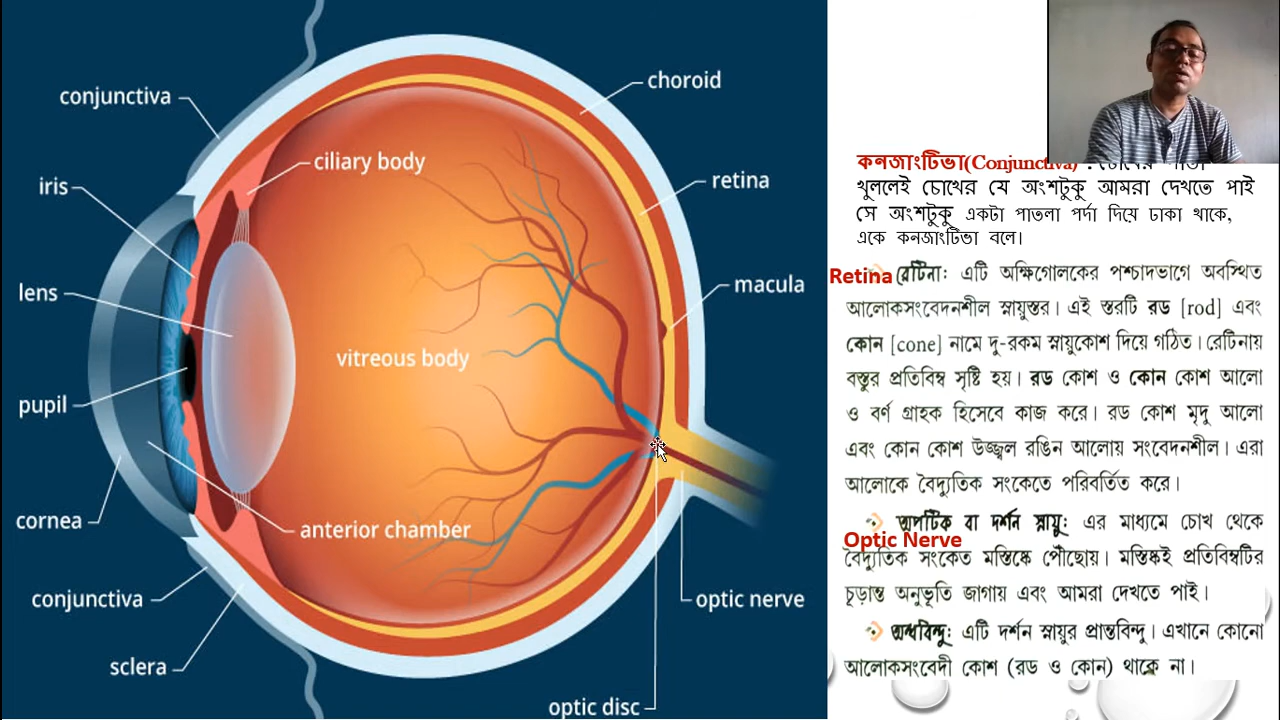 conjunctiva
iris
lens
pupil
cornea
conjunctiva
sclera
ciliary body
vitreous body
anterior chamber
choroid
retina
macula
optic nerve
optic disc
কনজাংটিভা(Conjunctiva) :
খুললেই চোখের যে অংশটুকু আমরা দেখতে পাই
সে অংশটুকু একটা পাতলা পর্দা দিয়ে ঢাকা থাকে,
একে কনজাংটিভা বলে।
Retina রেটিনা: এটি অক্ষিগোলকের পশ্চাদভাগে অবস্থিত
আলোকসংবেদনশীল স্নায়ুস্তর। এই স্তরটি রড [rod] এবং
কোন [cone] নামে দু-রকম স্নায়ুকোশ দিয়ে গঠিত। রেটিনায়
বস্তুর প্রতিবিম্ব সৃষ্টি হয়। রড কোশ ও কোন কোশ আলো
ও বর্ণ গ্রাহক হিসেবে কাজ করে। রড কোশ মৃদু আলো
এবং কোন কোশ উজ্জ্বল রঙিন আলোয় সংবেদনশীল। এরা
আলোকে বৈদ্যুতিক সংকেতে পরিবর্তিত করে।
অপটিক বা দর্শন স্নায়ু: এর মাধ্যমে চোখ থেকে
Optic Nerve
বৈদ্যুতিক সংকেত মস্তিষ্কে পৌঁছোয়। মস্তিষ্কই প্রতিবিম্বটির
চূড়ান্ত অনুভূতি জাগায় এবং আমরা দেখতে পাই।
অন্ধবিন্দু: এটি দর্শন স্নায়ুর প্রান্তবিন্দু। এখানে কোনো
আলোকসংবেদী কোশ (রড ও কোন) থাকে না।